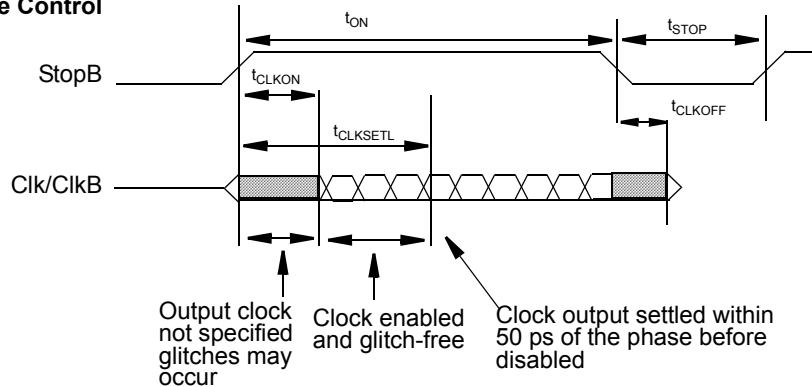 e Control
tON
tSTOP
StopB
tCLKON
tCLKOFF
tCLKSETL
Clk/ClkB
Output clock
not specified
glitches may
occur
Clock enabled
and glitch-free
Clock output settled within
50 ps of the phase before
disabled